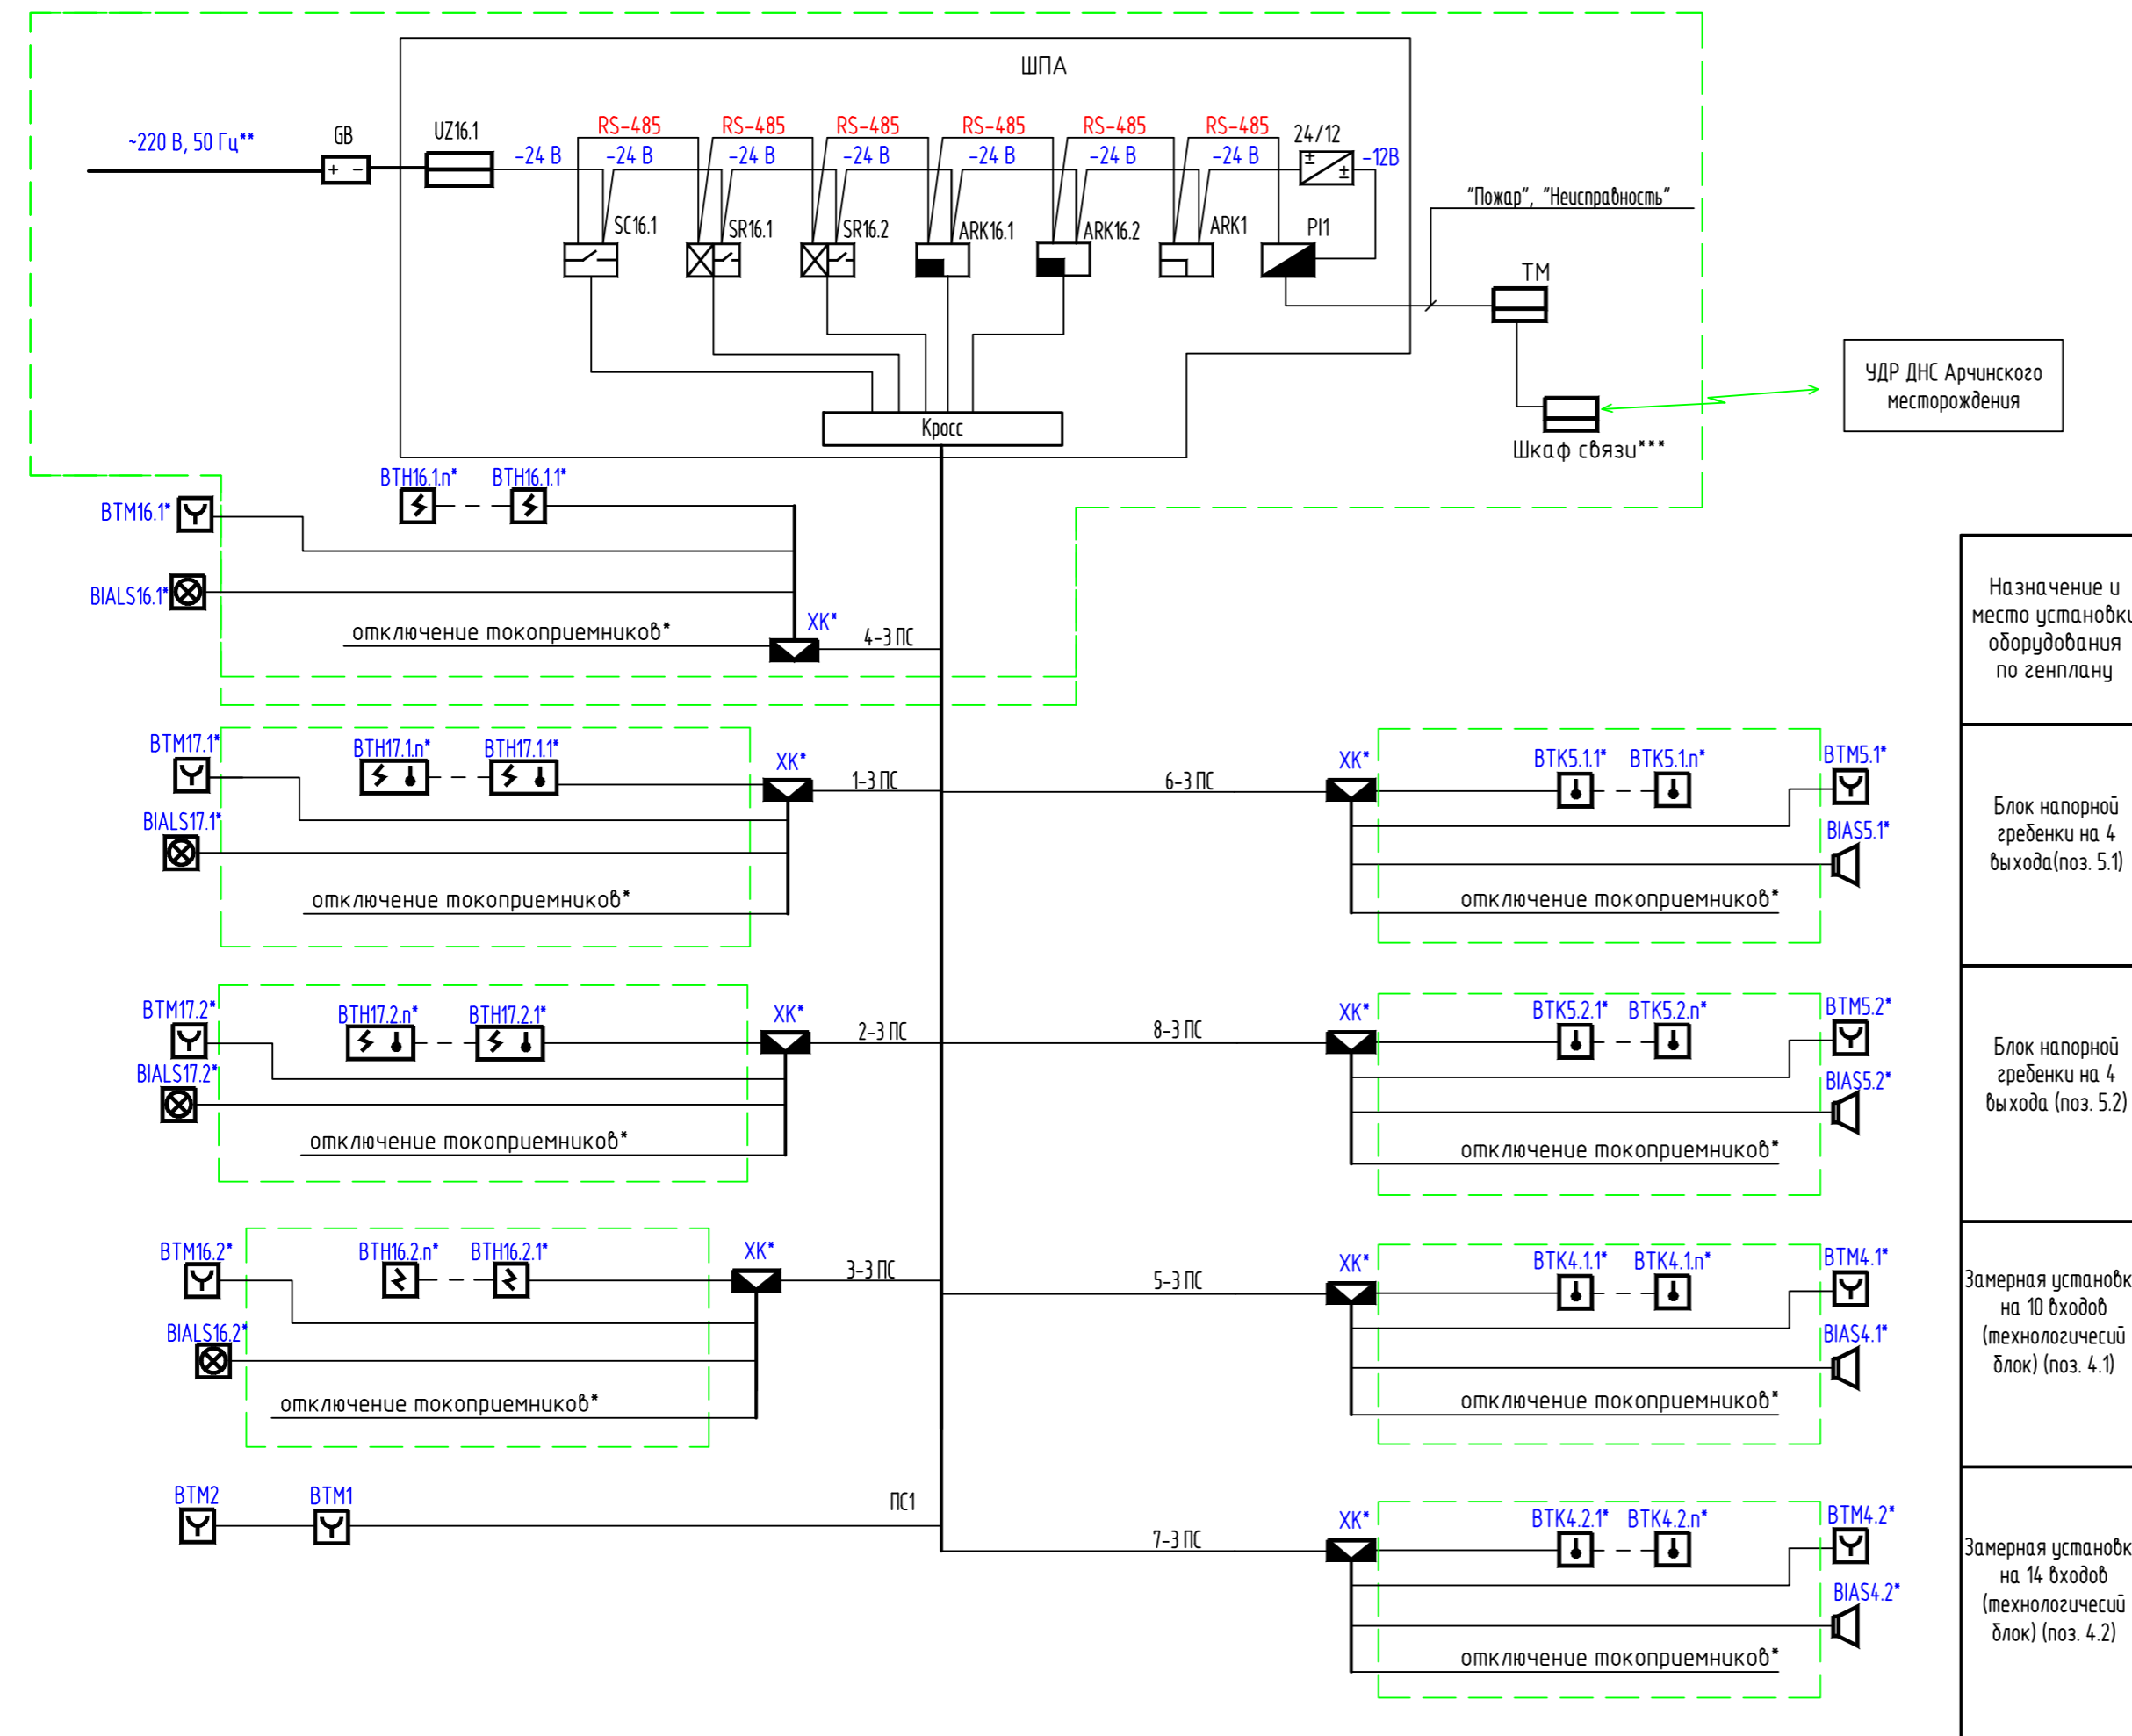 ШПА
~220 В, 50 Гц**
GB
UZ16.1
-24 В
RS-485
-24 В
RS-485
-24 В
RS-485
-24 В
RS-485
-24 В
RS-485
-24 В
RS-485
-24 В
24/12
-12В
SC16.1
SR16.1
SR16.2
ARK16.1
ARK16.2
ARK1
PI1
"Пожар", "Неисправность"
ТМ
УДР ДНС Арчинского
месторождения
Кросс
Шкаф связи***
BTH16.1.n*
BTH16.1.1*
BTM16.1*
BIALS16.1*
отключение токоприемников*
XK*
4-3 ПС
BTM17.1*
BTH17.1.n*
BTH17.1.1*
XK*
1-3 ПС
BIALS17.1*
отключение токоприемников*
6-3 ПС
XK*
BTK5.1.1*
BTK5.1.n*
BTM5.1*
BIAS5.1*
отключение токоприемников*
BTM17.2*
BTH17.2.n*
BTH17.2.1*
XK*
2-3 ПС
BIALS17.2*
отключение токоприемников*
8-3 ПС
XK*
BTK5.2.1*
BTK5.2.n*
BTM5.2*
BIAS5.2*
отключение токоприемников*
BTM16.2*
BTH16.2.n*
BTH16.2.1*
XK*
3-3 ПС
BIALS16.2*
отключение токоприемников*
5-3 ПС
XK*
BTK4.1.1*
BTK4.1.n*
BTM4.1*
BIAS4.1*
отключение токоприемников*
BTM2
BTM1
ПС1
7-3 ПС
XK*
BTK4.2.1*
BTK4.2.n*
BTM4.2*
BIAS4.2*
отключение токоприемников*
Назначение и
место установки
оборудования
по генплану
Блок напорной
гребенки на 4
выхода(поз. 5.1)
Блок напорной
гребенки на 4
выхода (поз. 5.2)
Замерная установк
на 10 входов
(технологичесий
блок) (поз. 4.1)
Замерная установк
на 14 входов
(технологичесий
блок) (поз. 4.2)